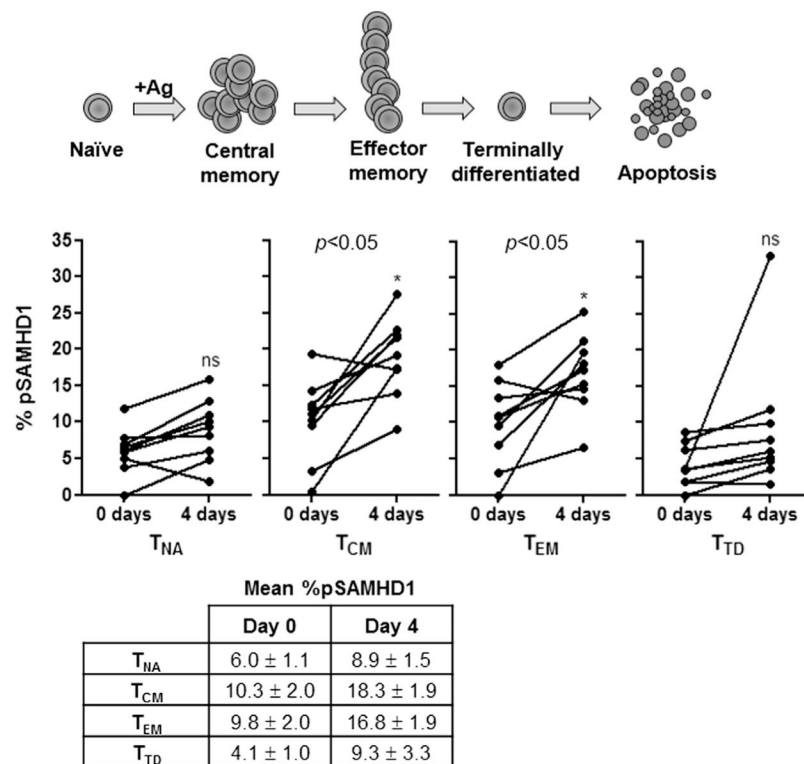 +Ag
Naïve
Central
memory
Effector
memory
Terminally
differentiated
Apoptosis
% pSAMHD1
35
30
25
20
15
10
5
0
ns
p<0.05
*
p<0.05
*
ns
0 days 4 days
0 days 4 days
0 days 4 days
0 days 4 days
TNA
TCM
TEM
TTD
Mean %pSAMHD1
Day 0 Day 4
TNA 6.0 ± 1.1 8.9 ± 1.5
TCM 10.3 ± 2.0 18.3 ± 1.9
TEM 9.8 ± 2.0 16.8 ± 1.9
TTD 4.1 ± 1.0 9.3 ± 3.3